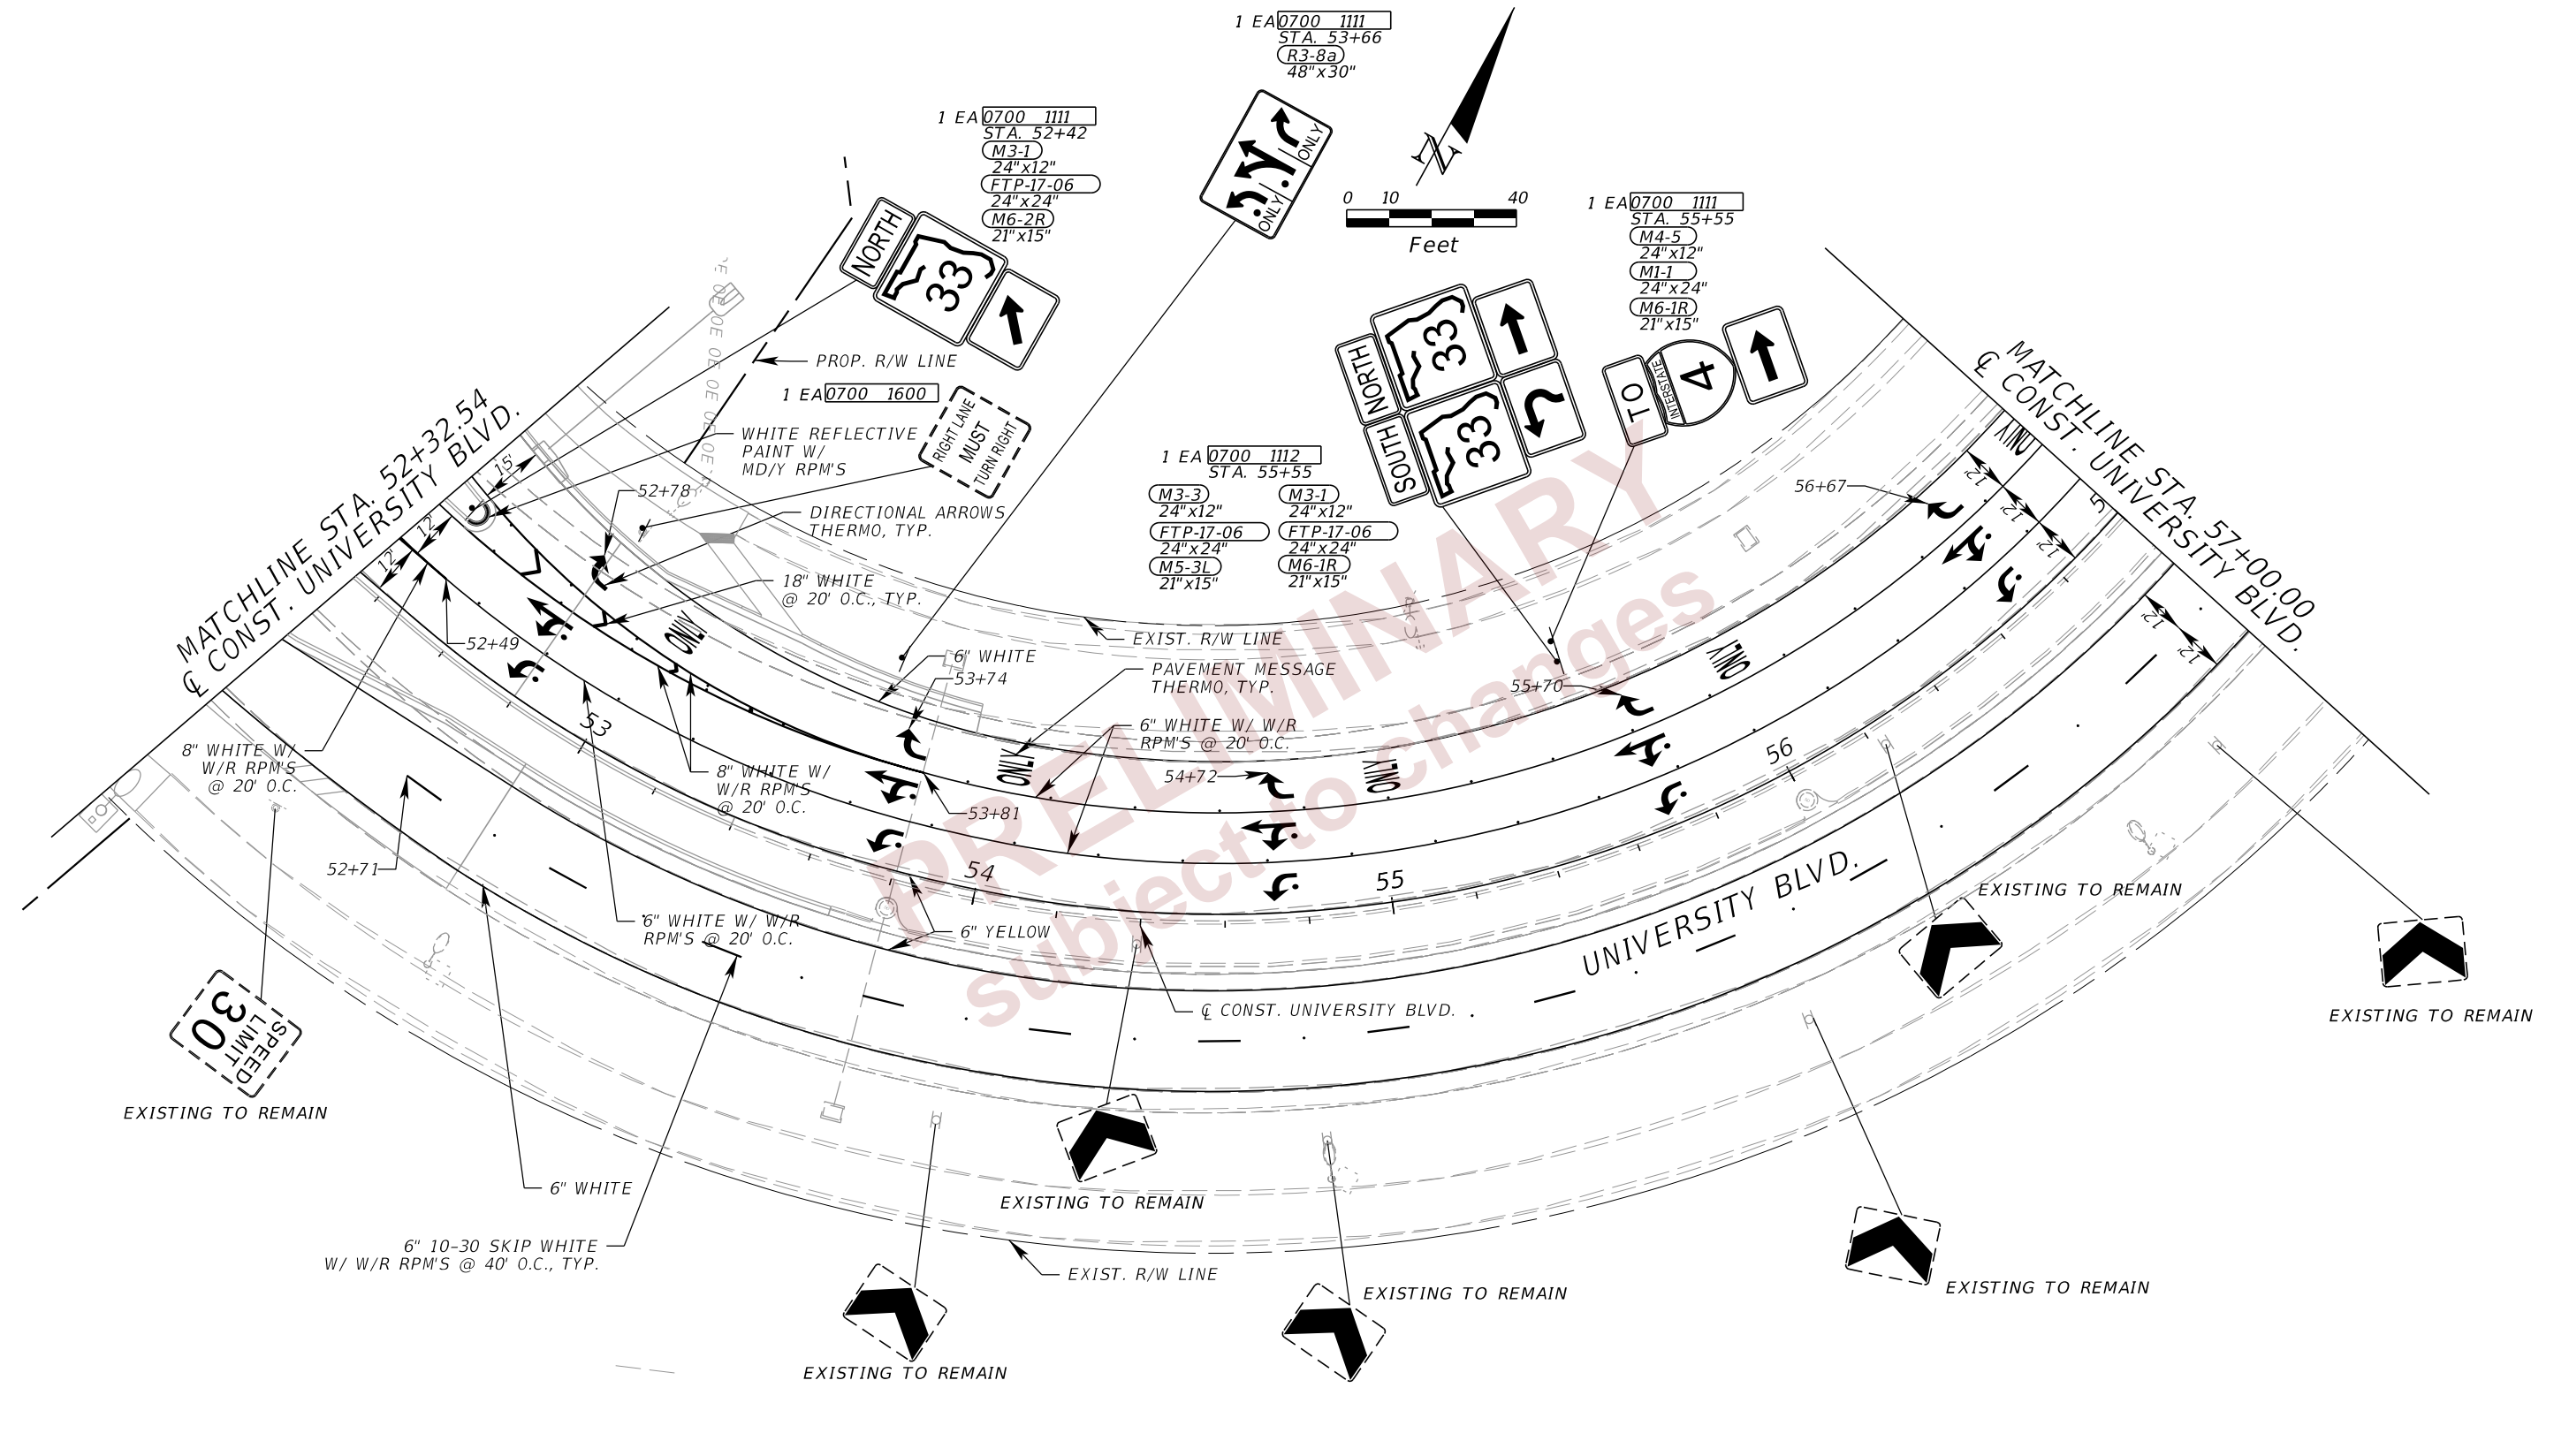 1 EA 0700 1111
STA. 53+66
R3-8a
48"x30"
ONLY
ONLY
1 EA 0700 1111
STA. 52+42
M3-1
24"x12"
FTP-17-06
24"x24"
M6-2R
21"x15"
NORTH
33
N
0 10 40
Feet
1 EA 0700 1111
STA. 55+55
M4-5
24"x12"
M1-1
24"x24"
M6-1R
21"x15"
NORTH
33
SOUTH
33
TO
INTERSTATE
4
PROP. R/W LINE
1 EA 0700 1600
RIGHT LANE
MUST
TURN RIGHT
WHITE REFLECTIVE
PAINT W/
MD/Y RPM'S
OE OE OE OE OE
MATCHLINE STA. 52+32.54
℄ CONST. UNIVERSITY BLVD.
MATCHLINE STA. 57+00.00
℄ CONST. UNIVERSITY BLVD.
15'
12'
12'
52+78
DIRECTIONAL ARROWS
THERMO, TYP.
18" WHITE
@ 20' O.C., TYP.
1 EA 0700 1112
STA. 55+55
M3-3 M3-1
24"x12" 24"x12"
FTP-17-06 FTP-17-06
24"x24" 24"x24"
M5-3L M6-1R
21"x15" 21"x15"
56+67
ONLY
12'
12'
12'
5
12'
12'
52+49
ONLY
EXIST. R/W LINE
6" WHITE
53+74
PAVEMENT MESSAGE
THERMO, TYP.
55+70
ONLY
53
8" WHITE W/
W/R RPM'S
@ 20' O.C.
8" WHITE W/
W/R RPM'S
@ 20' O.C.
6" WHITE W/ W/R
RPM'S @ 20' O.C.
ONLY
54+72
ONLY
53+81
56
52+71
54
55
UNIVERSITY BLVD.
6" WHITE W/ W/R
RPM'S @ 20' O.C.
6" YELLOW
EXISTING TO REMAIN
℄ CONST. UNIVERSITY BLVD.
EXISTING TO REMAIN
SPEED
LIMIT
30
EXISTING TO REMAIN
6" WHITE
EXISTING TO REMAIN
6" 10-30 SKIP WHITE
W/ W/R RPM'S @ 40' O.C., TYP.
EXIST. R/W LINE
EXISTING TO REMAIN
EXISTING TO REMAIN
EXISTING TO REMAIN
PRELIMINARY
subject to changes